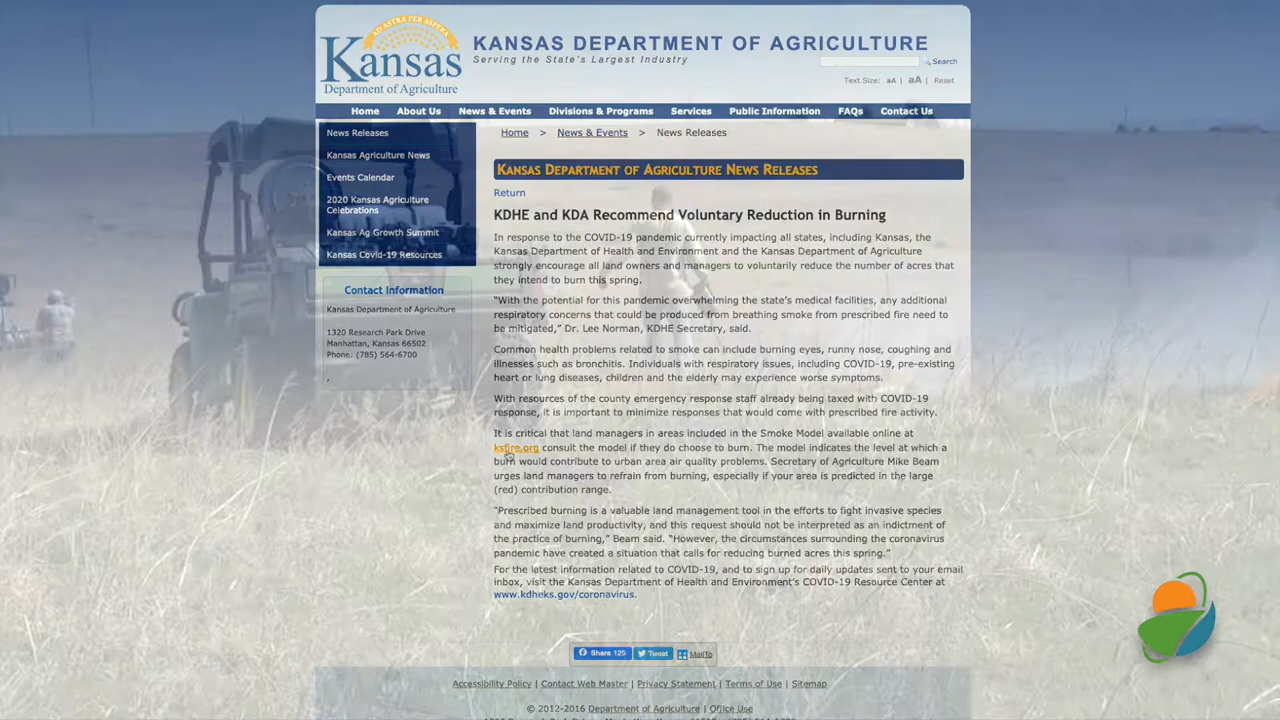 AD ASTRA PER ASPERA
Kansas
Department of Agriculture
KANSAS DEPARTMENT OF AGRICULTURE
Serving the State's Largest Industry
Search
Text Size: aA | aA | Reset
Home About Us News & Events Divisions & Programs Services Public Information FAQs Contact Us
News Releases
Kansas Agriculture News
Events Calendar
2020 Kansas Agriculture
Celebrations
Kansas Ag Growth Summit
Kansas Covid-19 Resources
Contact Information
Kansas Department of Agriculture
1320 Research Park Drive
Manhattan, Kansas 66502
Phone: (785) 564-6700
,
Home > News & Events > News Releases
KANSAS DEPARTMENT OF AGRICULTURE NEWS RELEASES
Return
KDHE and KDA Recommend Voluntary Reduction in Burning
In response to the COVID-19 pandemic currently impacting all states, including Kansas, the
Kansas Department of Health and Environment and the Kansas Department of Agriculture
strongly encourage all land owners and managers to voluntarily reduce the number of acres that
they intend to burn this spring.
“With the potential for this pandemic overwhelming the state’s medical facilities, any additional
respiratory concerns that could be produced from breathing smoke from prescribed fire need to
be mitigated,” Dr. Lee Norman, KDHE Secretary, said.
Common health problems related to smoke can include burning eyes, runny nose, coughing and
illnesses such as bronchitis. Individuals with respiratory issues, including COVID-19, pre-existing
heart or lung diseases, children and the elderly may experience worse symptoms.
With resources of the county emergency response staff already being taxed with COVID-19
response, it is important to minimize responses that would come with prescribed fire activity.
It is critical that land managers in areas included in the Smoke Model available online at
ksfire.org consult the model if they do choose to burn. The model indicates the level at which a
burn would contribute to urban area air quality problems. Secretary of Agriculture Mike Beam
urges land managers to refrain from burning, especially if your area is predicted in the large
(red) contribution range.
“Prescribed burning is a valuable land management tool in the efforts to fight invasive species
and maximize land productivity, and this request should not be interpreted as an indictment of
the practice of burning,” Beam said. “However, the circumstances surrounding the coronavirus
pandemic have created a situation that calls for reducing burned acres this spring.”
For the latest information related to COVID-19, and to sign up for daily updates sent to your email
inbox, visit the Kansas Department of Health and Environment’s COVID-19 Resource Center at
www.kdheks.gov/coronavirus.
Share 125 Tweet MailTo
Accessibility Policy | Contact Web Master | Privacy Statement | Terms of Use | Sitemap
© 2012-2016 Department of Agriculture | Office Use